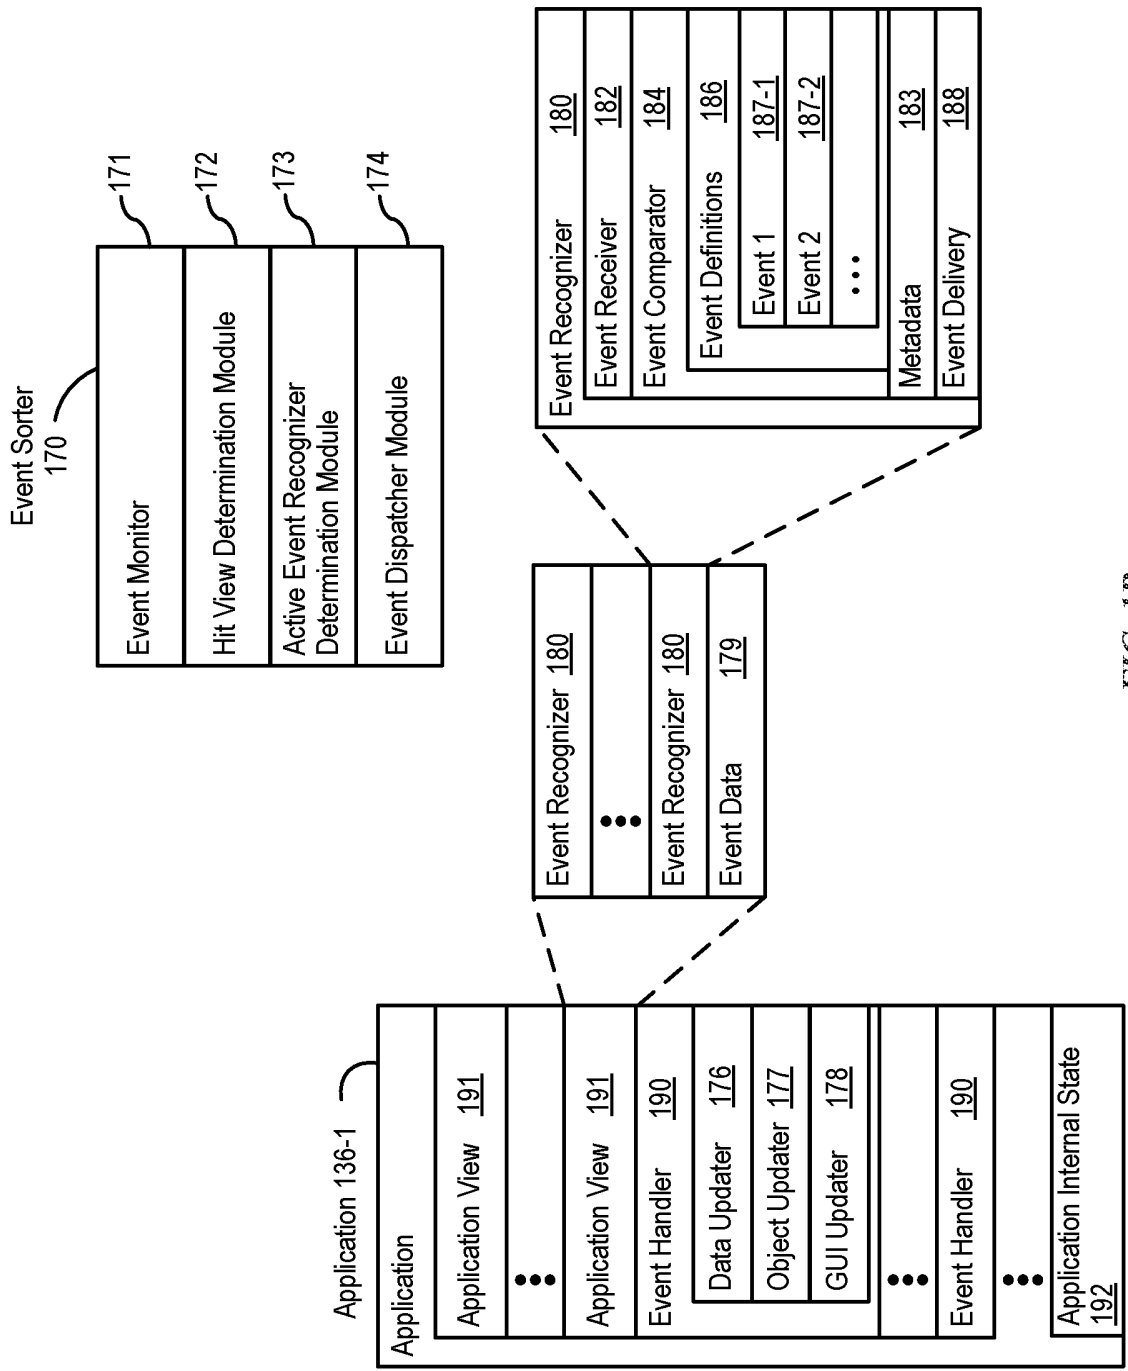 Event Sorter
170
Event Monitor
171
Hit View Determination Module
172
Active Event Recognizer
Determination Module
173
Event Dispatcher Module
174
Application 136-1
Application
Application View 191
•••
Application View 191
Event Handler 190
Data Updater 176
Object Updater 177
GUI Updater 178
•••
Event Handler 190
•••
Application Internal State
192
Event Recognizer 180
•••
Event Recognizer 180
Event Data 179
Event Recognizer 180
Event Receiver 182
Event Comparator 184
Event Definitions 186
Event 1 187-1
Event 2 187-2
•••
Metadata 183
Event Delivery 188